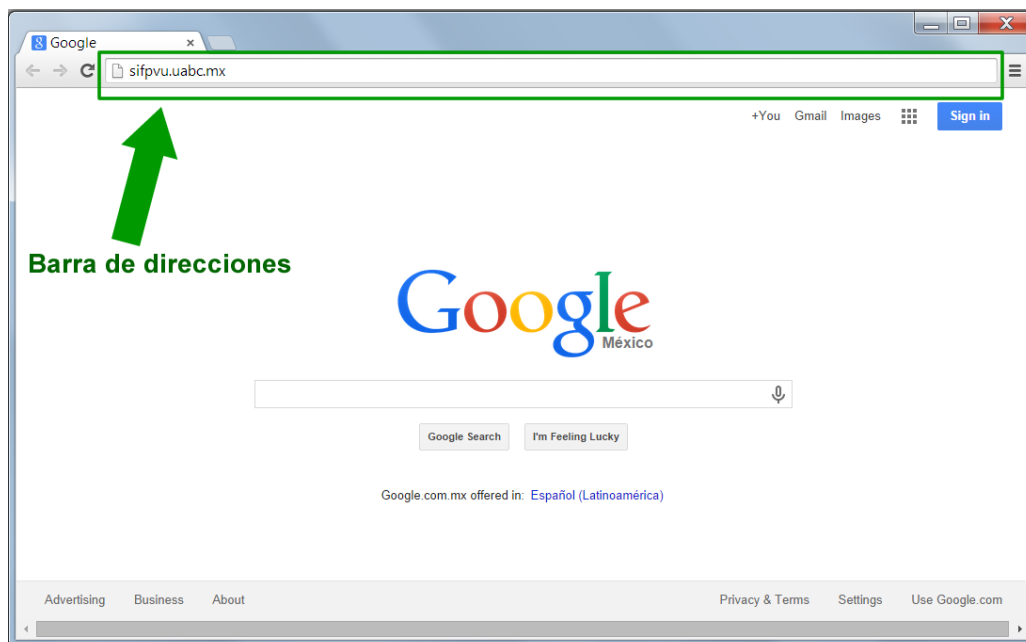 Google
sifpvu.uabc.mx
+You Gmail Images Sign in
Barra de direcciones
Google
México
Google Search I'm Feeling Lucky
Google.com.mx offered in: Español (Latinoamérica)
Advertising Business About Privacy & Terms Settings Use Google.com